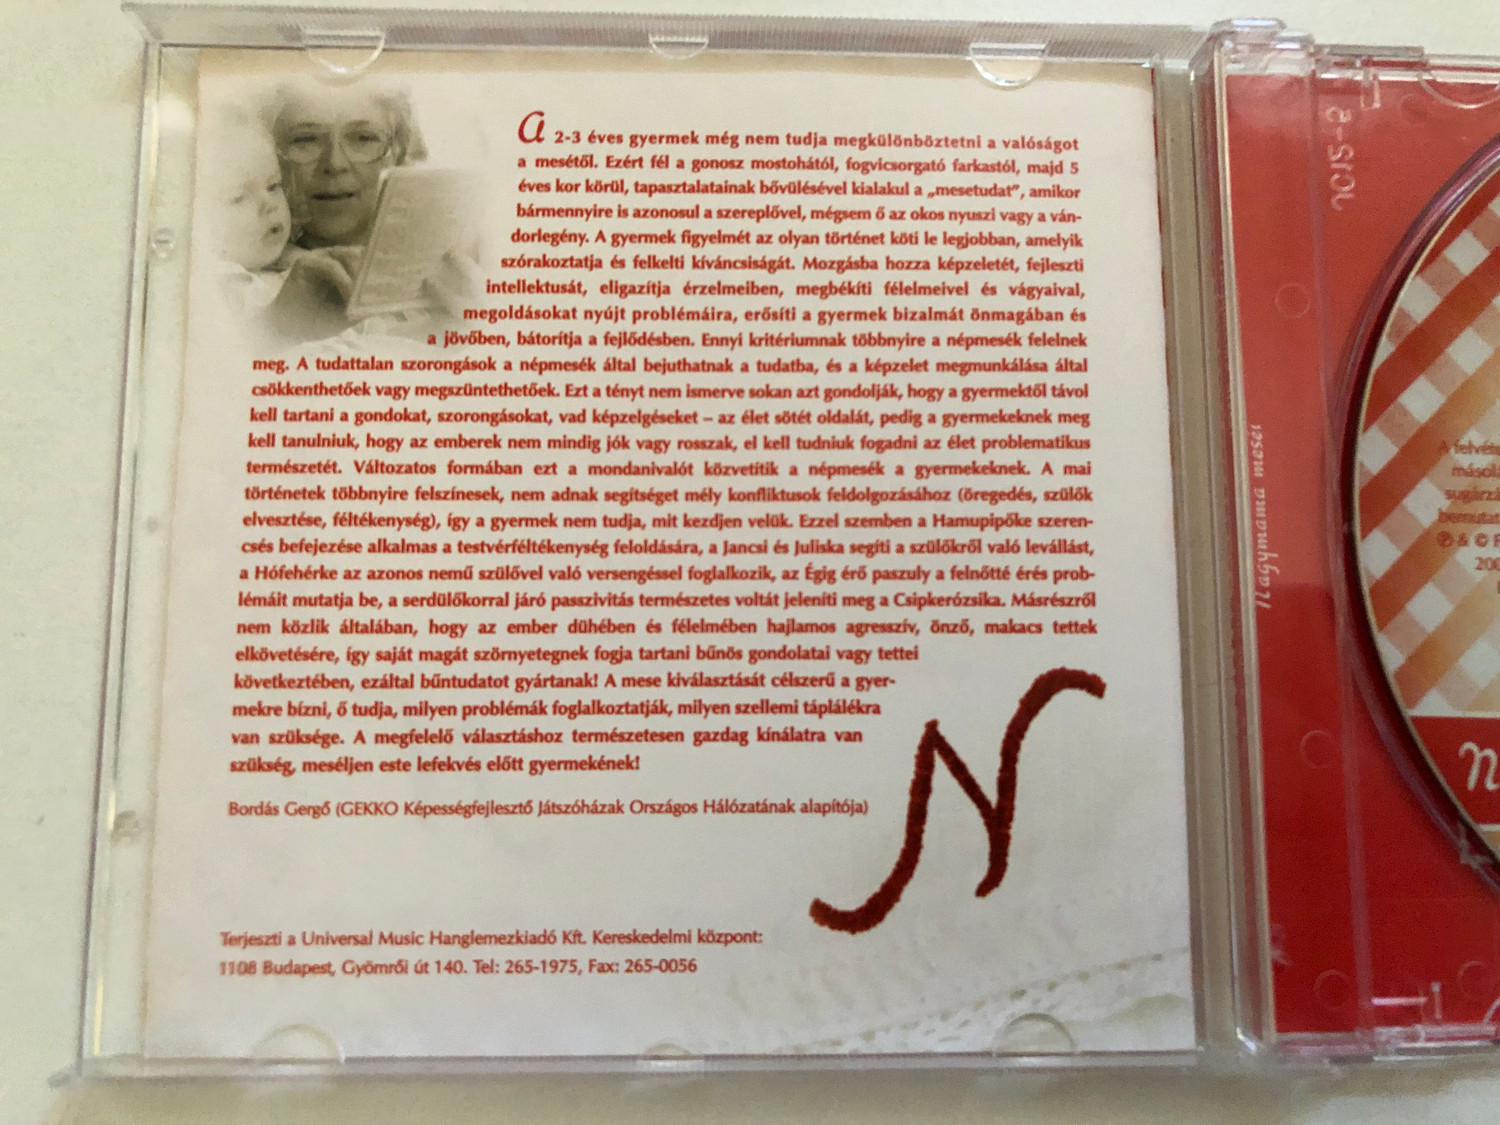 A 2-3 éves gyermek még nem tudja megkülönböztetni a valóságot
a mesétől. Ezért fél a gonosz mostohától, fogvicsorgató farkastól, majd 5
éves kor körül, tapasztalatainak bővülésével kialakul a „mesetudat”, amikor
bármennyire is azonosul a szereplővel, mégsem ő az okos nyuszi vagy a ván-
dorlegény. A gyermek figyelmét az olyan történet köti le legjobban, amelyik
szórakoztatja és felkelti kíváncsiságát. Mozgásba hozza képzeletét, fejleszti
intellektusát, eligazítja érzelmeiben, megbékíti félelmeivel és vágyaival,
megoldásokat nyújt problémáira, erősíti a gyermek bizalmát önmagában és
a jövőben, bátorítja a fejlődésben. Ennyi kritériumnak többnyire a népmesék felelnek
meg. A tudattalan szorongások a népmesék által bejuthatnak a tudatba, és a képzelet megmunkálása által
csökkenthetőek vagy megszüntethetőek. Ezt a tényt nem ismerve sokan azt gondolják, hogy a gyermektől távol
kell tartani a gondokat, szorongásokat, vad képzelgéseket – az élet sötét oldalát, pedig a gyermekeknek meg
kell tanulniuk, hogy az emberek nem mindig jók vagy rosszak, el kell tudniuk fogadni az élet problematikus
természetét. Változatos formában ezt a mondanivalót közvetítik a népmesék a gyermekeknek. A mai
történetek többnyire felszínesek, nem adnak segítséget mély konfliktusok feldolgozásához (öregedés, szülők
elvesztése, féltékenység), így a gyermek nem tudja, mit kezdjen velük. Ezzel szemben a Hamupipőke szeren-
csés befejezése alkalmas a testvérféltékenység feloldására, a Jancsi és Juliska segíti a szülőkről való leválást,
a Hófehérke az azonos nemű szülővel való versengéssel foglalkozik, az Égig érő paszuly a felnőtté érés prob-
lémáit mutatja be, a serdülőkorral járó passzivitás természetes voltát jeleníti meg a Csipkerózsika. Másrészről
nem közlik általában, hogy az ember dühében és félelmében hajlamos agresszív, önző, makacs tettek
elkövetésére, így saját magát szörnyetegnek fogja tartani bűnös gondolatai vagy tettei
következtében, ezáltal bűntudatot gyártanak! A mese kiválasztását célszerű a gyer-
mekre bízni, ő tudja, milyen problémák foglalkoztatják, milyen szellemi táplálékra
van szüksége. A megfelelő választáshoz természetesen gazdag kínálatra van
szükség, meséljen este lefekvés előtt gyermekének!
Bordás Gergő (GEKKO Képességfejlesztő Játszóházak Országos Hálózatának alapítója)
N
Terjeszti a Universal Music Hanglemezkiadó Kft. Kereskedelmi központ:
1108 Budapest, Gyömrői út 140. Tel: 265-1975, Fax: 265-0056
Nagymama meséi
A felvéte
másolá
sugárzá
bemutat
℗ & © F
200
N